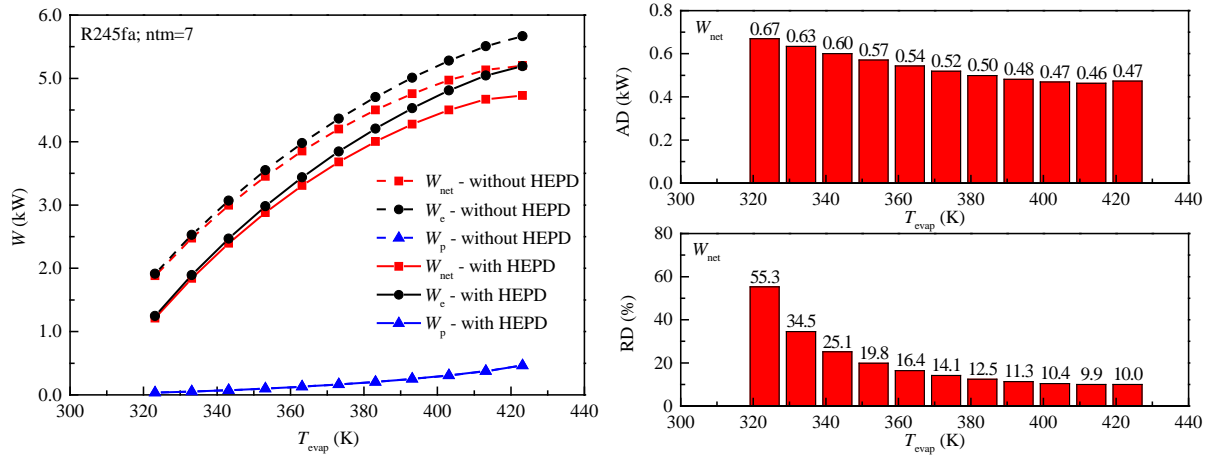 R245fa; ntm=7
6.0
5.0
4.0
3.0
2.0
1.0
0.0
W (kW)
W_net - without HEPD
W_e - without HEPD
W_p - without HEPD
W_net - with HEPD
W_e - with HEPD
W_p - with HEPD
300 320 340 360 380 400 420 440
T_evap (K)
W_net
0.8
0.6
0.4
0.2
0.0
AD (kW)
0.67 0.63 0.60 0.57 0.54 0.52 0.50 0.48 0.47 0.46 0.47
300 320 340 360 380 400 420 440
T_evap (K)
W_net
80
60
40
20
0
RD (%)
55.3 34.5 25.1 19.8 16.4 14.1 12.5 11.3 10.4 9.9 10.0
300 320 340 360 380 400 420 440
T_evap (K)